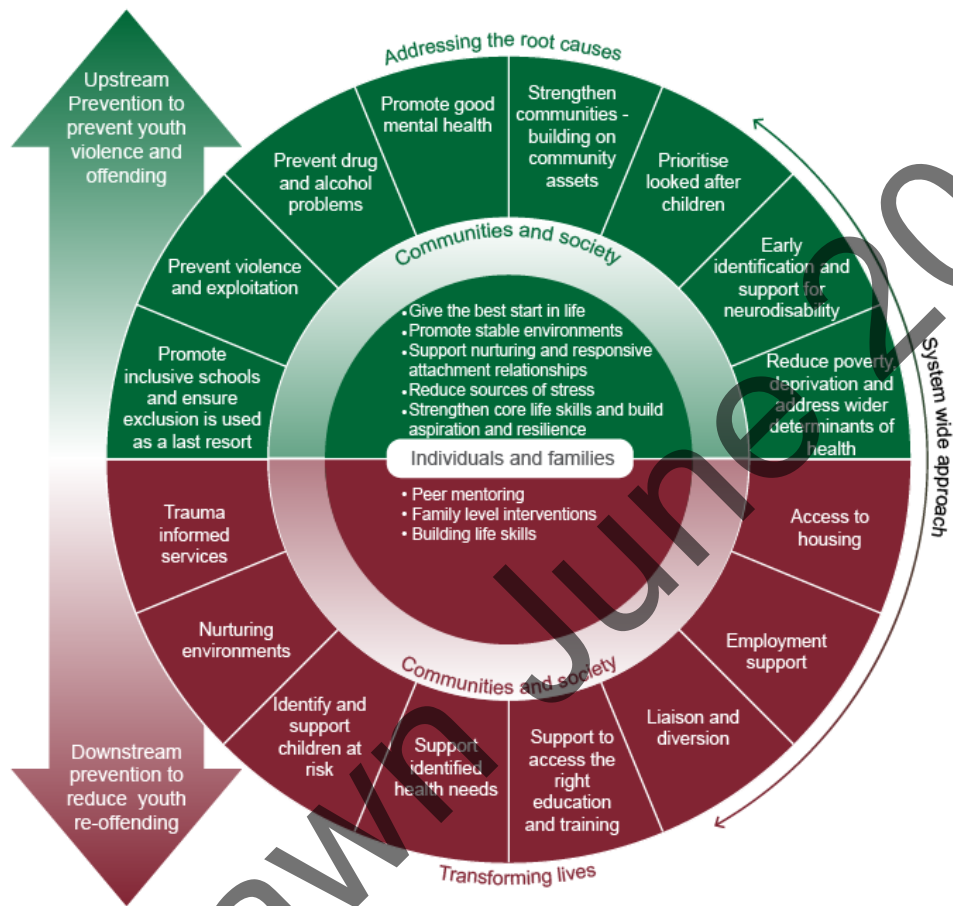 Addressing the root causes
Upstream
Prevention to
prevent youth
violence and
offending
Promote inclusive schools
and ensure
exclusion is used
as a last resort
Prevent violence
and exploitation
Prevent drug
and alcohol
problems
Promote good
mental health
Strengthen
communities -
building on
community
assets
Prioritise
looked after
children
Early
identification and
support for
neurodisability
Reduce poverty,
deprivation and
address wider
determinants of
health
System wide approach
Communities and society
•Give the best start in life
•Promote stable environments
•Support nurturing and responsive
attachment relationships
•Reduce sources of stress
•Strengthen core life skills and build
aspiration and resilience
Individuals and families
• Peer mentoring
• Family level interventions
• Building life skills
Communities and society
Trauma
informed
services
Nurturing
environments
Identify and
support
children at
risk
Support
identified
health needs
Support to
access the
right
education
and training
Liaison and
diversion
Employment
support
Access to
housing
Downstream
prevention to
reduce youth
re-offending
Transforming lives
June 20